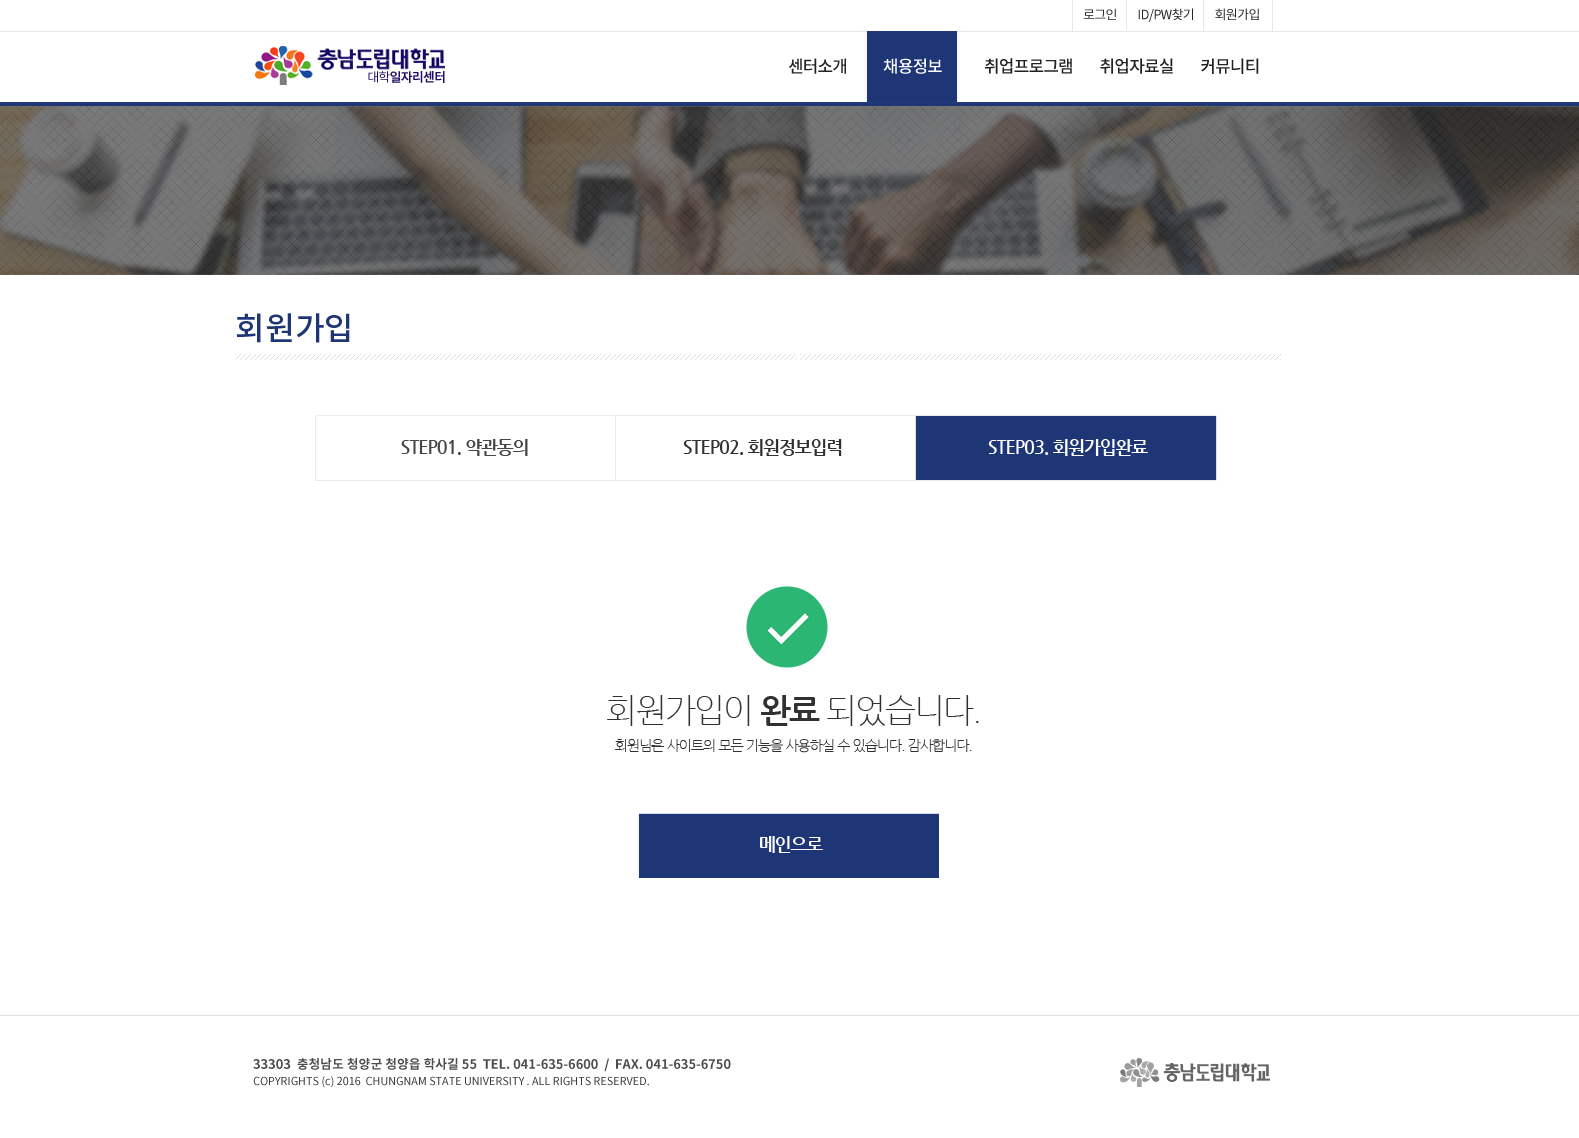 로그인 ID/PW찾기 회원가입
충남도립대학교
대학일자리센터
센터소개 채용정보 취업프로그램 취업자료실 커뮤니티
회원가입
STEP01. 약관동의 STEP02. 회원정보입력 STEP03. 회원가입완료
회원가입이 완료 되었습니다.
회원님은 사이트의 모든 기능을 사용하실 수 있습니다. 감사합니다.
메인으로
33303 충청남도 청양군 청양읍 학사길 55 TEL. 041-635-6600 / FAX. 041-635-6750
COPYRIGHTS (c) 2016 CHUNGNAM STATE UNIVERSITY . ALL RIGHTS RESERVED.
충남도립대학교